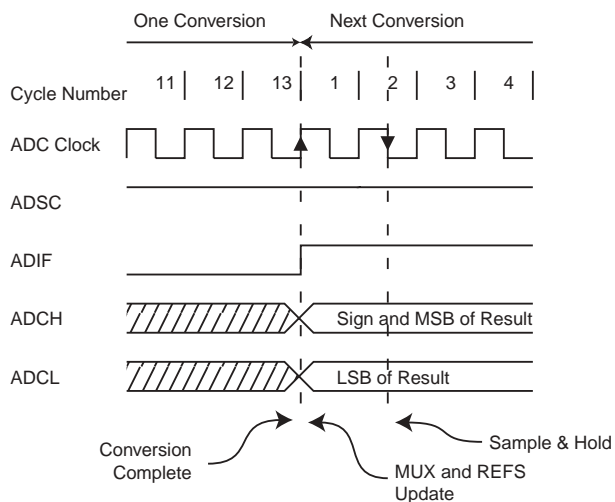 One Conversion Next Conversion
Cycle Number 11 12 13 1 2 3 4
ADC Clock
ADSC
ADIF
ADCH Sign and MSB of Result
ADCL LSB of Result
Conversion
Complete
MUX and REFS
Update
Sample & Hold